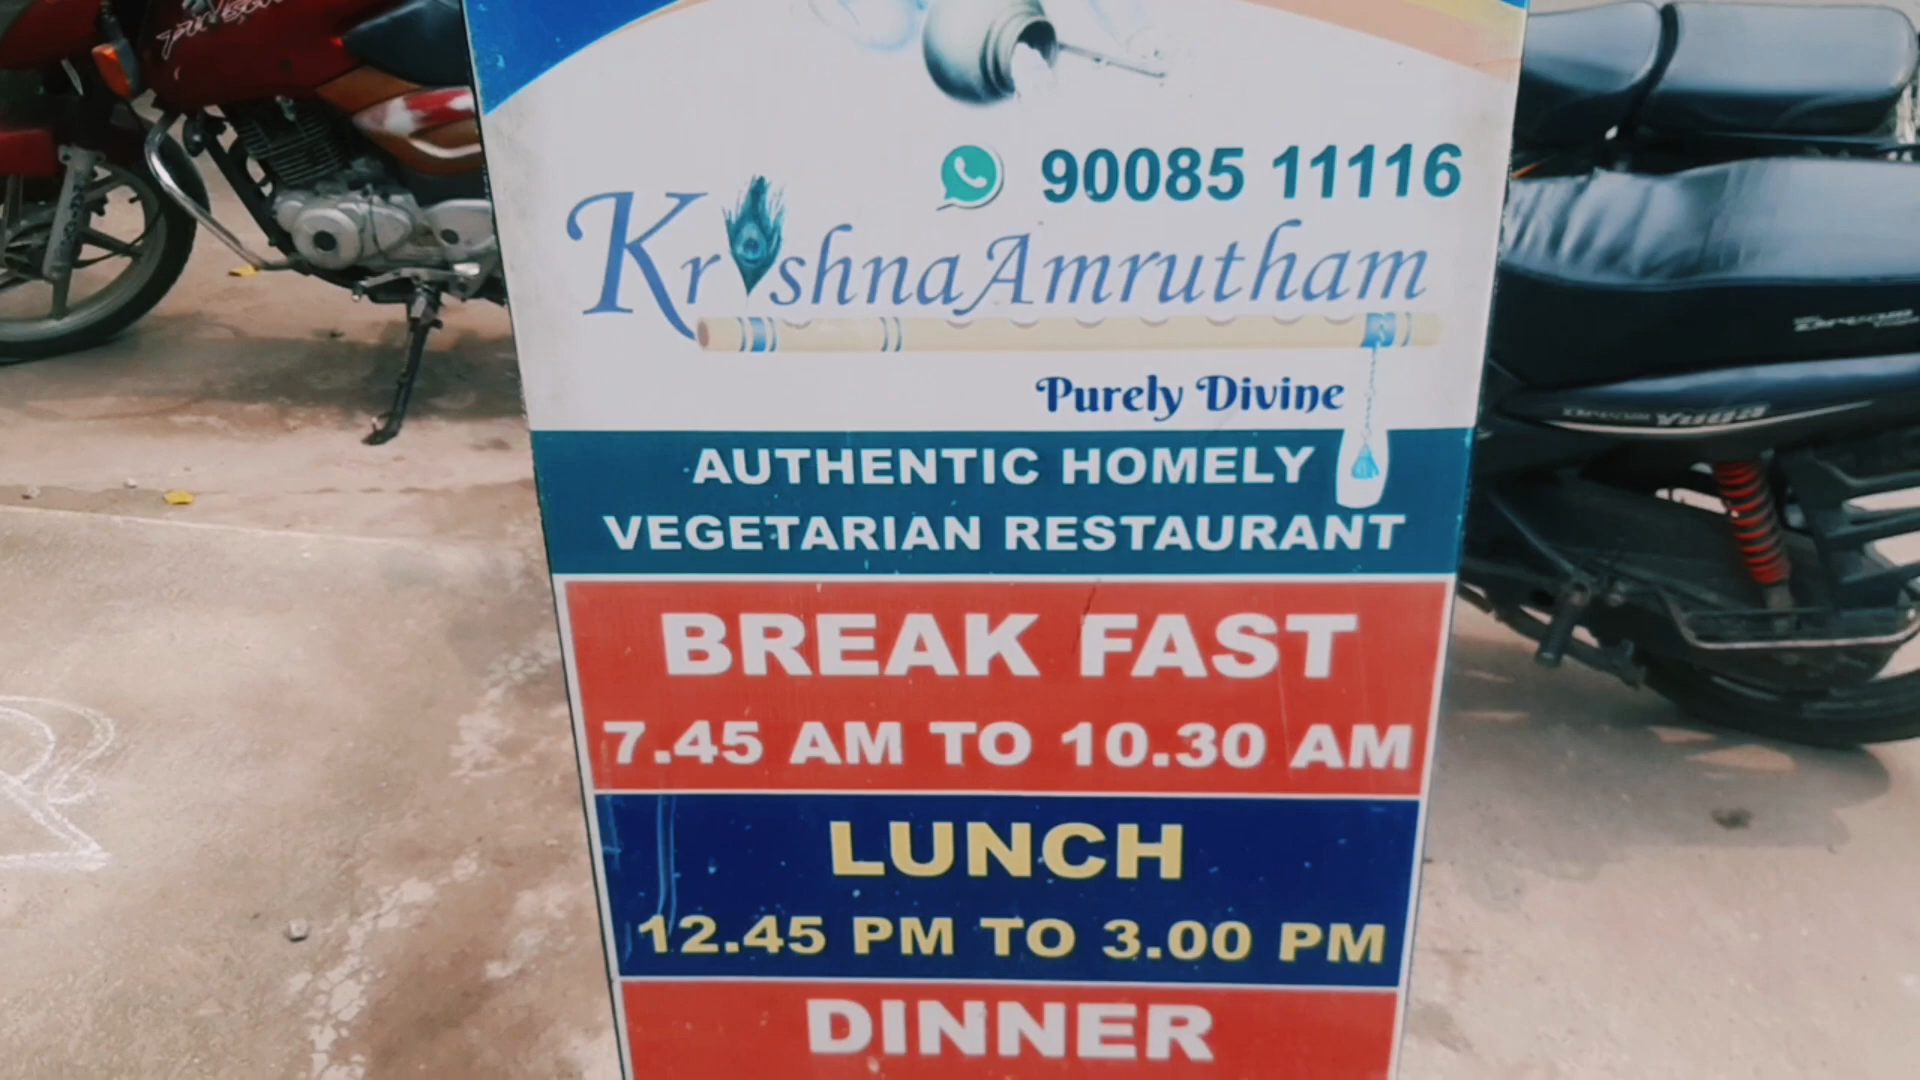 90085 11116
KrishnaAmrutham
Purely Divine
AUTHENTIC HOMELY
VEGETARIAN RESTAURANT
BREAK FAST
7.45 AM TO 10.30 AM
LUNCH
12.45 PM TO 3.00 PM
DINNER